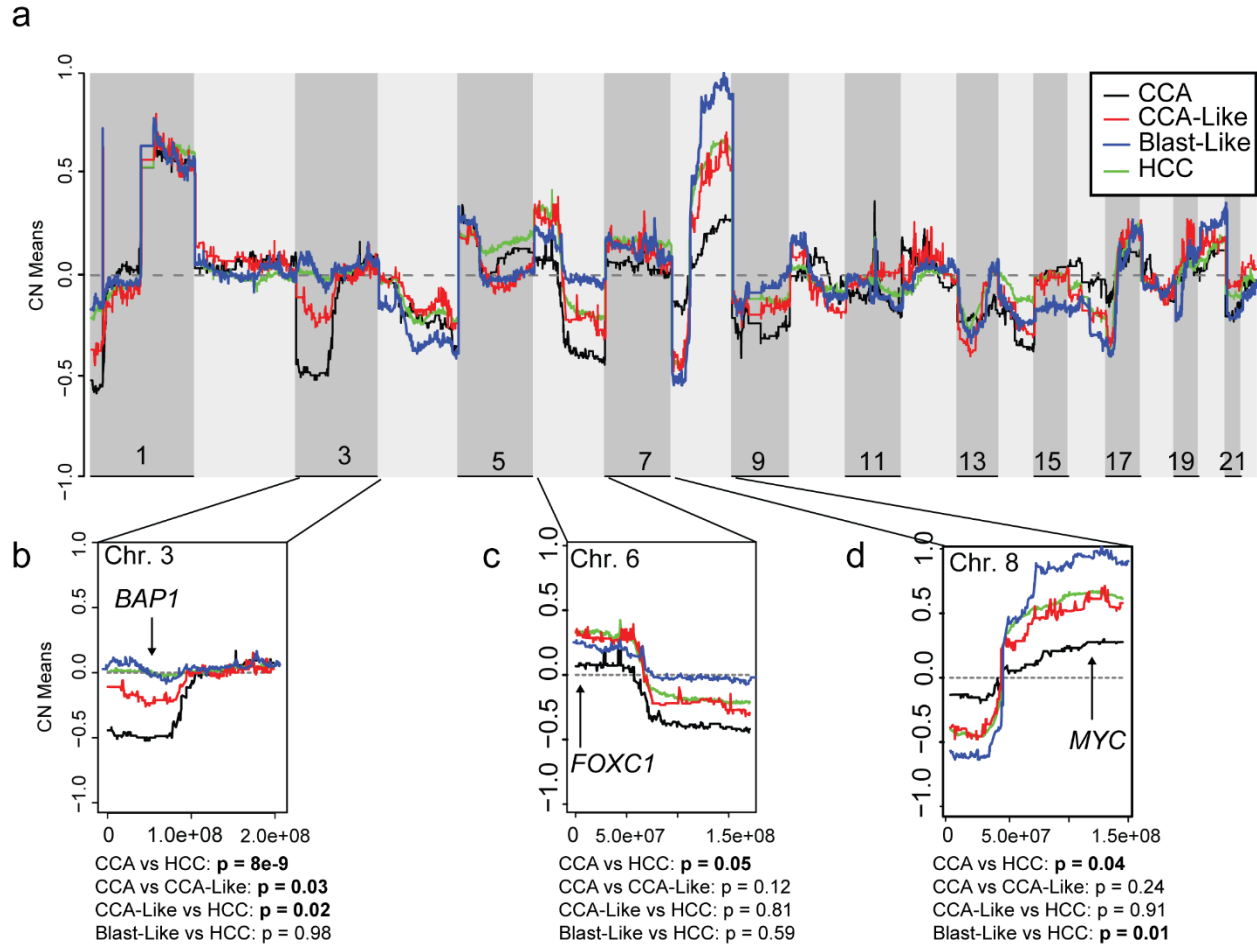 a
CN Means
1.0
0.5
0.0
−0.5
−1.0
CCA
CCA-Like
Blast-Like
HCC
1 3 5 7 9 11 13 15 17 19 21
b
Chr. 3
BAP1
CN Means
1.0
0.5
0.0
−0.5
−1.0
0 1.0e+08 2.0e+08
CCA vs HCC: p = 8e-9
CCA vs CCA-Like: p = 0.03
CCA-Like vs HCC: p = 0.02
Blast-Like vs HCC: p = 0.98
c
Chr. 6
FOXC1
1.0
0.5
0.0
−0.5
−1.0
0 5.0e+07 1.5e+08
CCA vs HCC: p = 0.05
CCA vs CCA-Like: p = 0.12
CCA-Like vs HCC: p = 0.81
Blast-Like vs HCC: p = 0.59
d
Chr. 8
MYC
1.0
0.5
0.0
−0.5
−1.0
0 5.0e+07 1.5e+08
CCA vs HCC: p = 0.04
CCA vs CCA-Like: p = 0.24
CCA-Like vs HCC: p = 0.91
Blast-Like vs HCC: p = 0.01